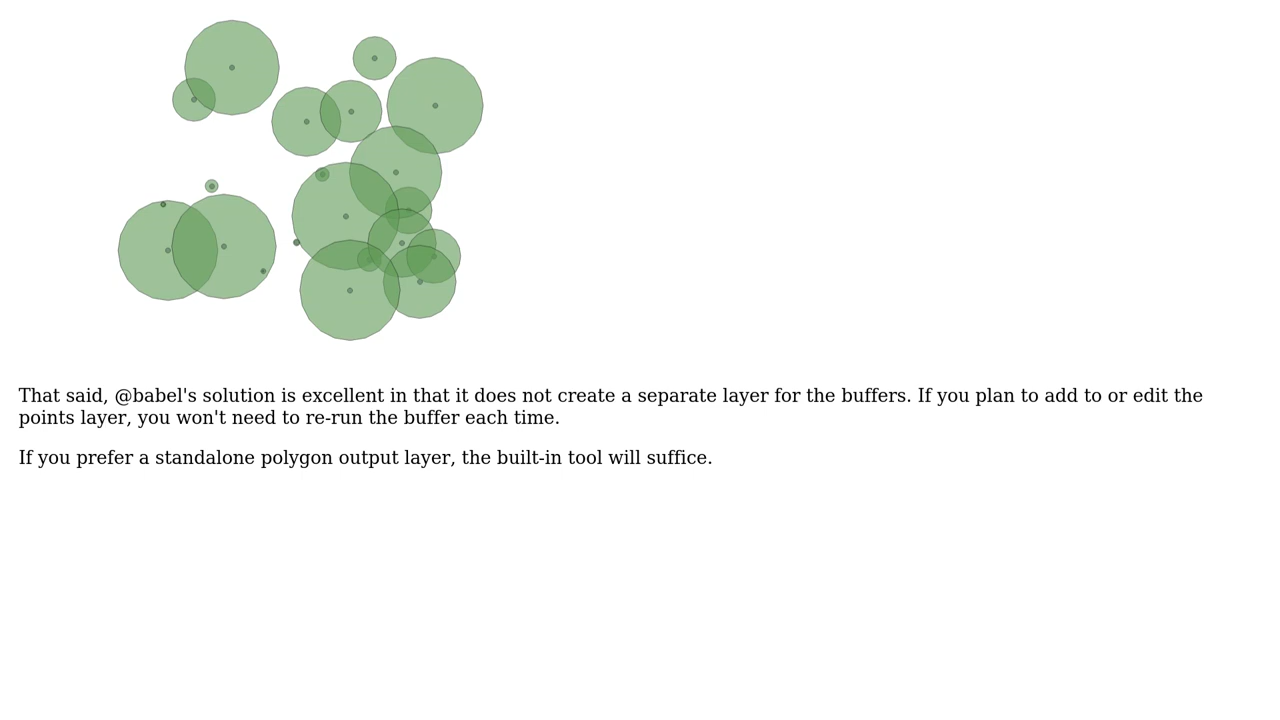 That said, @babel's solution is excellent in that it does not create a separate layer for the buffers. If you plan to add to or edit the
points layer, you won't need to re-run the buffer each time.
If you prefer a standalone polygon output layer, the built-in tool will suffice.